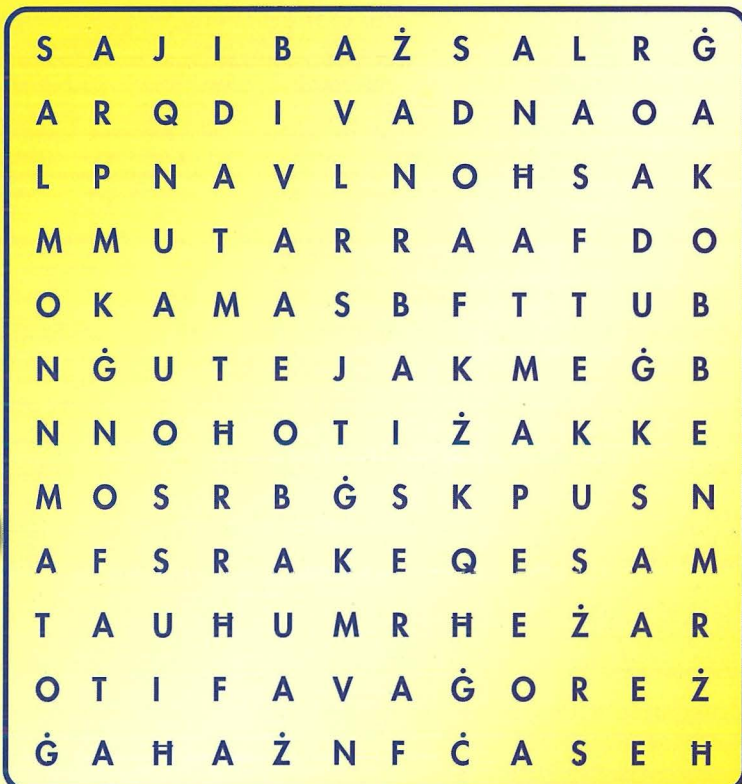 S A J I B A Ż S A L R Ġ
A R Q D I V A D N A O A
L P N A V L N O Ħ S A K
M M U T A R R A A F D O
O K A M A S B F T T U B
N Ġ U T E J A K M E Ġ B
N N O Ħ O T I Ż A K K E
M O S R B Ġ S K P U S N
A F S R A K E Q E S A M
T A U Ħ U M R Ħ E Ż A R
O T I F A V A Ġ O R E Ż
Ġ A Ħ A Ż N F Ċ A S E Ħ